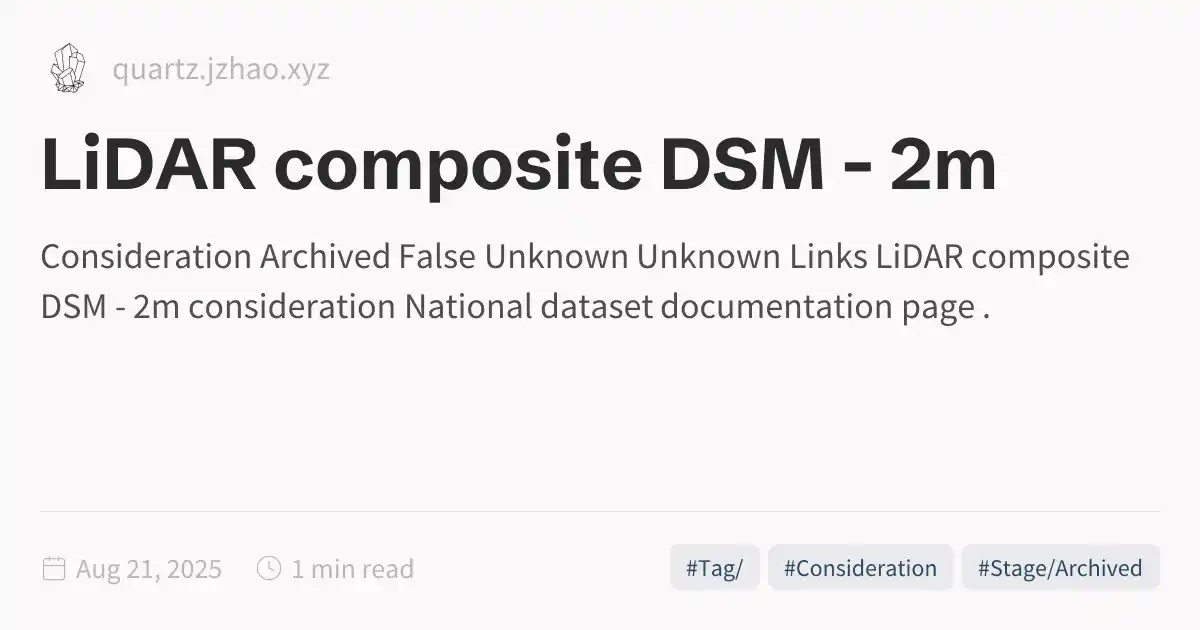 quartz.jzhao.xyz
LiDAR composite DSM - 2m
Consideration Archived False Unknown Unknown Links LiDAR composite
DSM - 2m consideration National dataset documentation page .
Aug 21, 2025 1 min read #Tag/ #Consideration #Stage/Archived